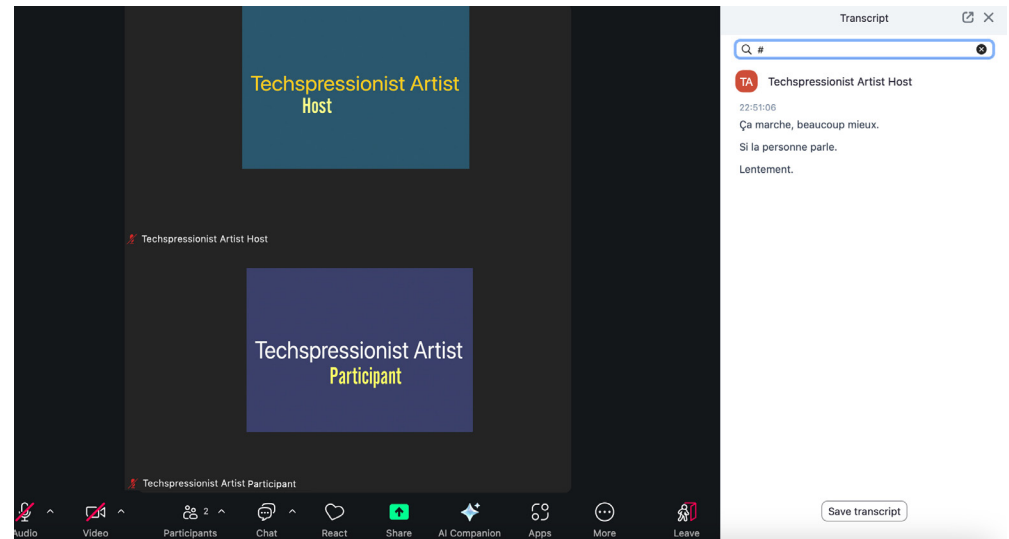 Techspressionist Artist
Host
Techspressionist Artist Host
Techspressionist Artist
Participant
Techspressionist Artist Participant
Audio
Video
2
Participants
Chat
React
Share
AI Companion
Apps
More
Leave
Transcript
#
TA Techspressionist Artist Host
22:51:06
Ça marche, beaucoup mieux.
Si la personne parle.
Lentement.
Save transcript